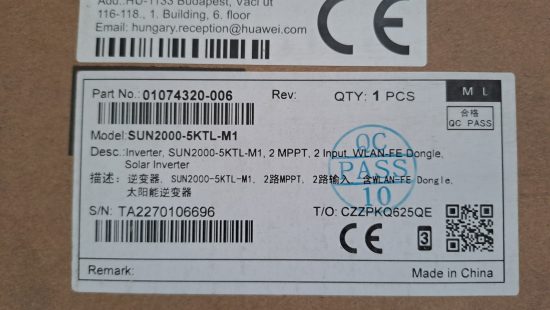 Add.: HU-1133 Budapest, Váci út
116-118., 1. Building, 6. floor
Email: hungary.reception@huawei.com
CE
Part No.: 01074320-006 Rev: QTY: 1 PCS
M L
合格
QC PASS
Model: SUN2000-5KTL-M1
Desc.: Inverter, SUN2000-5KTL-M1, 2 MPPT, 2 Input, WLAN-FE Dongle,
Solar Inverter
描述: 逆变器, SUN2000-5KTL-M1, 2路MPPT, 2路输入, 含WLAN-FE Dongle,
太阳能逆变器
QC
PASS
10
S/N: TA2270106696 T/O: CZZPKQ625QE
CE 3
Remark: Made in China